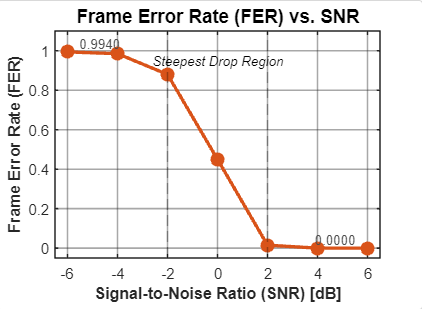 Frame Error Rate (FER) vs. SNR
0.9940
Steepest Drop Region
1
0.8
0.6
0.4
0.2
0
0.0000
Frame Error Rate (FER)
-6 -4 -2 0 2 4 6
Signal-to-Noise Ratio (SNR) [dB]